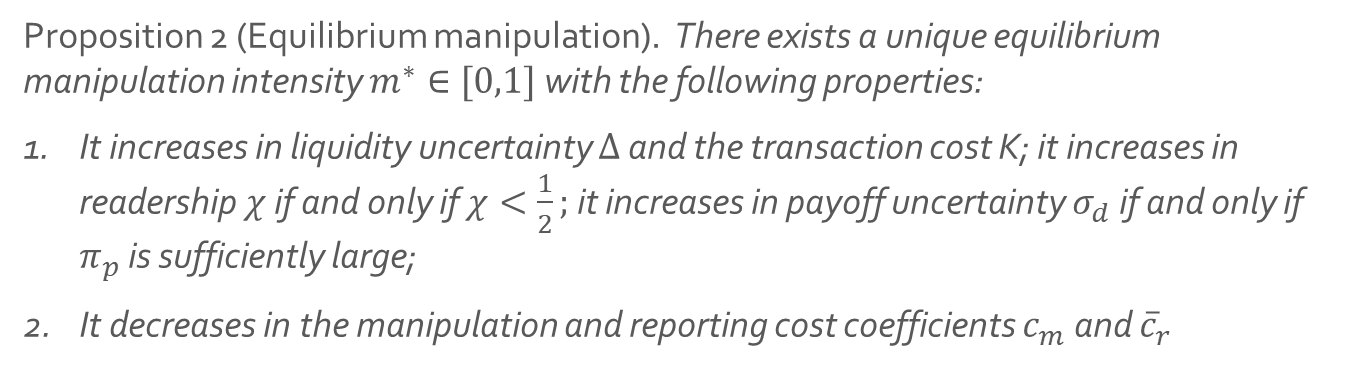 Proposition 2 (Equilibrium manipulation). There exists a unique equilibrium
manipulation intensity m* ∈ [0,1] with the following properties:
1. It increases in liquidity uncertainty Δ and the transaction cost K; it increases in
readership χ if and only if χ < 1/2; it increases in payoff uncertainty σ_d if and only if
π_p is sufficiently large;
2. It decreases in the manipulation and reporting cost coefficients c_m and c̄_r